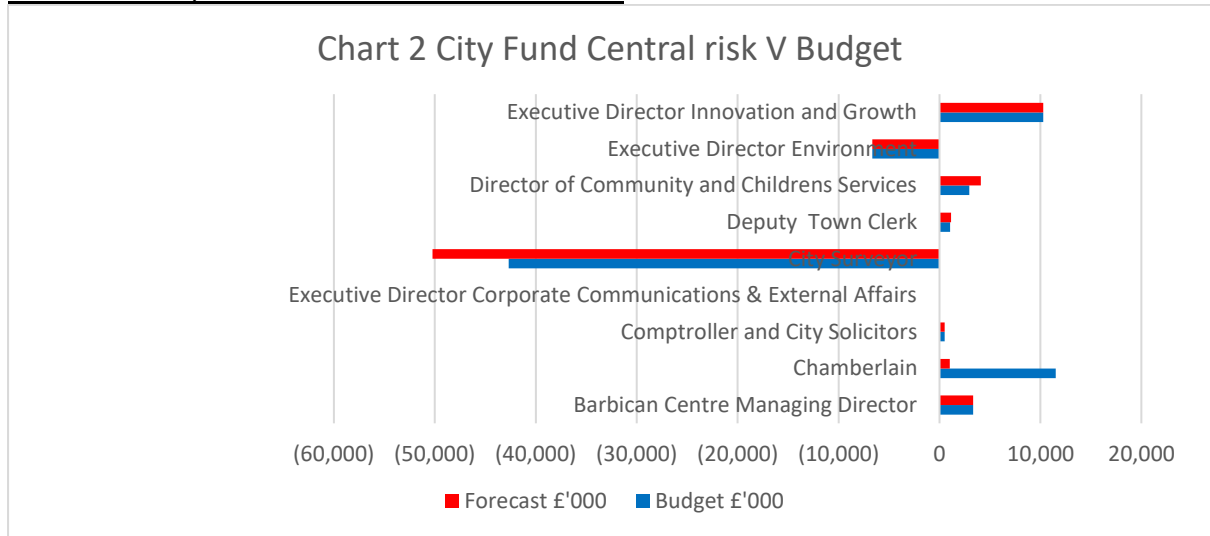 Chart 2 City Fund Central risk V Budget
Executive Director Innovation and Growth
Executive Director Environment
Director of Community and Childrens Services
Deputy  Town Clerk
City Surveyor
Executive Director Corporate Communications & External Affairs
Comptroller and City Solicitors
Chamberlain
Barbican Centre Managing Director
(60,000) (50,000) (40,000) (30,000) (20,000) (10,000) 0 10,000 20,000
Forecast £'000 Budget £'000